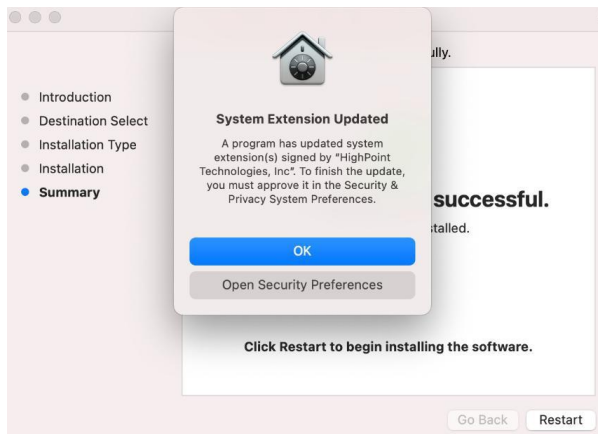 ully.
Introduction
Destination Select
Installation Type
Installation
Summary
System Extension Updated
A program has updated system
extension(s) signed by "HighPoint
Technologies, Inc". To finish the update,
you must approve it in the Security &
Privacy System Preferences.
OK
Open Security Preferences
successful.
stalled.
Click Restart to begin installing the software.
Go Back
Restart